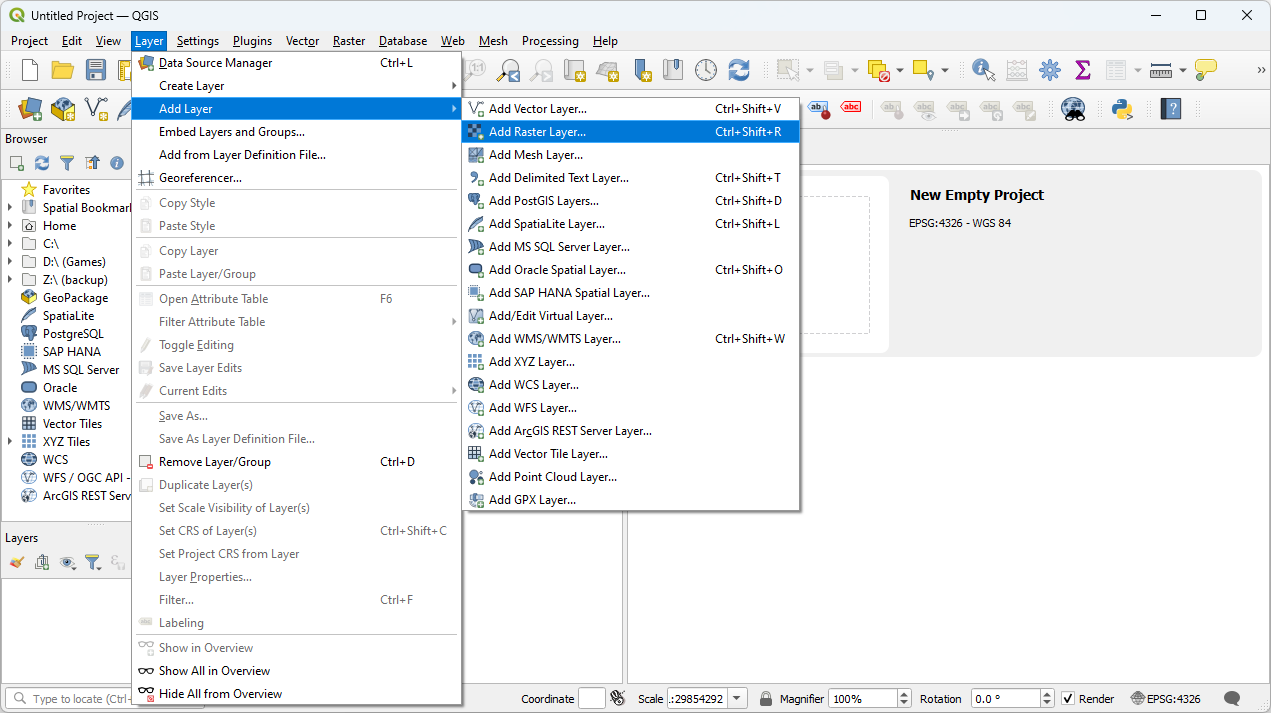 Untitled Project — QGIS
Project Edit View Layer Settings Plugins Vector Raster Database Web Mesh Processing Help
Data Source Manager Ctrl+L
Create Layer
Add Layer
Embed Layers and Groups...
Add from Layer Definition File...
Georeferencer...
Copy Style
Paste Style
Copy Layer
Paste Layer/Group
Open Attribute Table F6
Filter Attribute Table
Toggle Editing
Save Layer Edits
Current Edits
Save As...
Save As Layer Definition File...
Remove Layer/Group Ctrl+D
Duplicate Layer(s)
Set Scale Visibility of Layer(s)
Set CRS of Layer(s) Ctrl+Shift+C
Set Project CRS from Layer
Layer Properties...
Filter... Ctrl+F
Labeling
Show in Overview
Show All in Overview
Hide All from Overview
Add Vector Layer... Ctrl+Shift+V
Add Raster Layer... Ctrl+Shift+R
Add Mesh Layer...
Add Delimited Text Layer... Ctrl+Shift+T
Add PostGIS Layers... Ctrl+Shift+D
Add SpatiaLite Layer... Ctrl+Shift+L
Add MS SQL Server Layer...
Add Oracle Spatial Layer... Ctrl+Shift+O
Add SAP HANA Spatial Layer...
Add/Edit Virtual Layer...
Add WMS/WMTS Layer... Ctrl+Shift+W
Add XYZ Layer...
Add WCS Layer...
Add WFS Layer...
Add ArcGIS REST Server Layer...
Add Vector Tile Layer...
Add Point Cloud Layer...
Add GPX Layer...
1:1
ab
abc
ab
ab
ab
ab
ab
Browser
Favorites
Spatial Bookmar
Home
C:\
D:\ (Games)
Z:\ (backup)
GeoPackage
SpatiaLite
PostgreSQL
SAP HANA
MS SQL Server
Oracle
WMS/WMTS
Vector Tiles
XYZ Tiles
WCS
WFS / OGC API -
ArcGIS REST Serv
Layers
New Empty Project
EPSG:4326 - WGS 84
Type to locate (Ctrl+
Coordinate
Scale .:29854292
Magnifier 100%
Rotation 0.0 °
Render
EPSG:4326